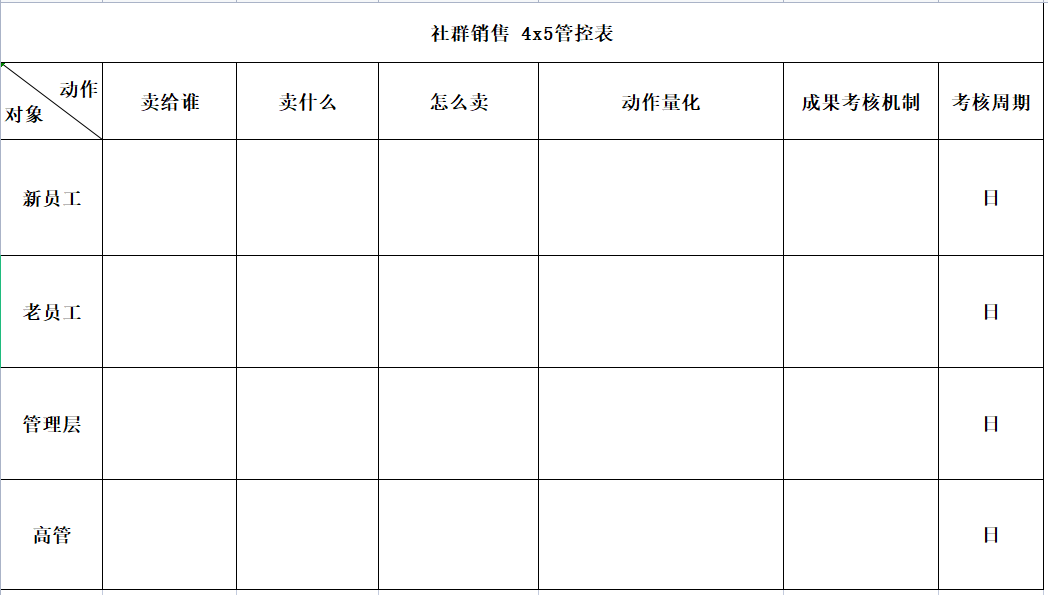 社群销售 4x5管控表
动作
对象
卖给谁
卖什么
怎么卖
动作量化
成果考核机制
考核周期
新员工
日
老员工
日
管理层
日
高管
日